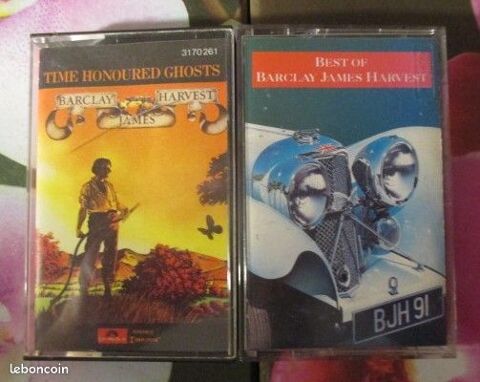 3170261
TIME HONOURED GHOSTS
BARCLAY HARVEST
JAMES
BEST OF
BARCLAY JAMES HARVEST
BJH 91
leboncoin